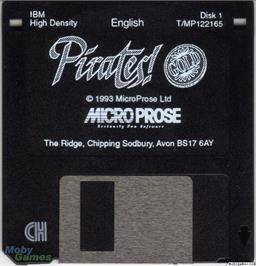 IBM
High Density
English
Disk 1
T/MP122165
Pirates!
GOLD
© 1993 MicroProse Ltd
MICROPROSE
Seriously Fun Software
The Ridge, Chipping Sodbury, Avon BS17 6AY
Moby
Games